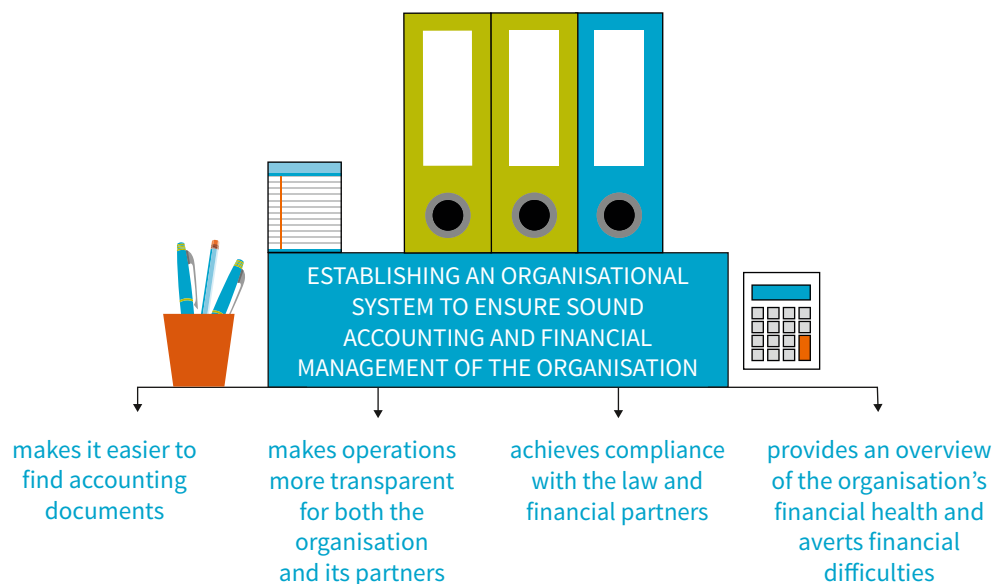 ESTABLISHING AN ORGANISATIONAL
SYSTEM TO ENSURE SOUND
ACCOUNTING AND FINANCIAL
MANAGEMENT OF THE ORGANISATION
makes it easier to
find accounting
documents
makes operations
more transparent
for both the
organisation
and its partners
achieves compliance
with the law and
financial partners
provides an overview
of the organisation’s
financial health and
averts financial
difficulties